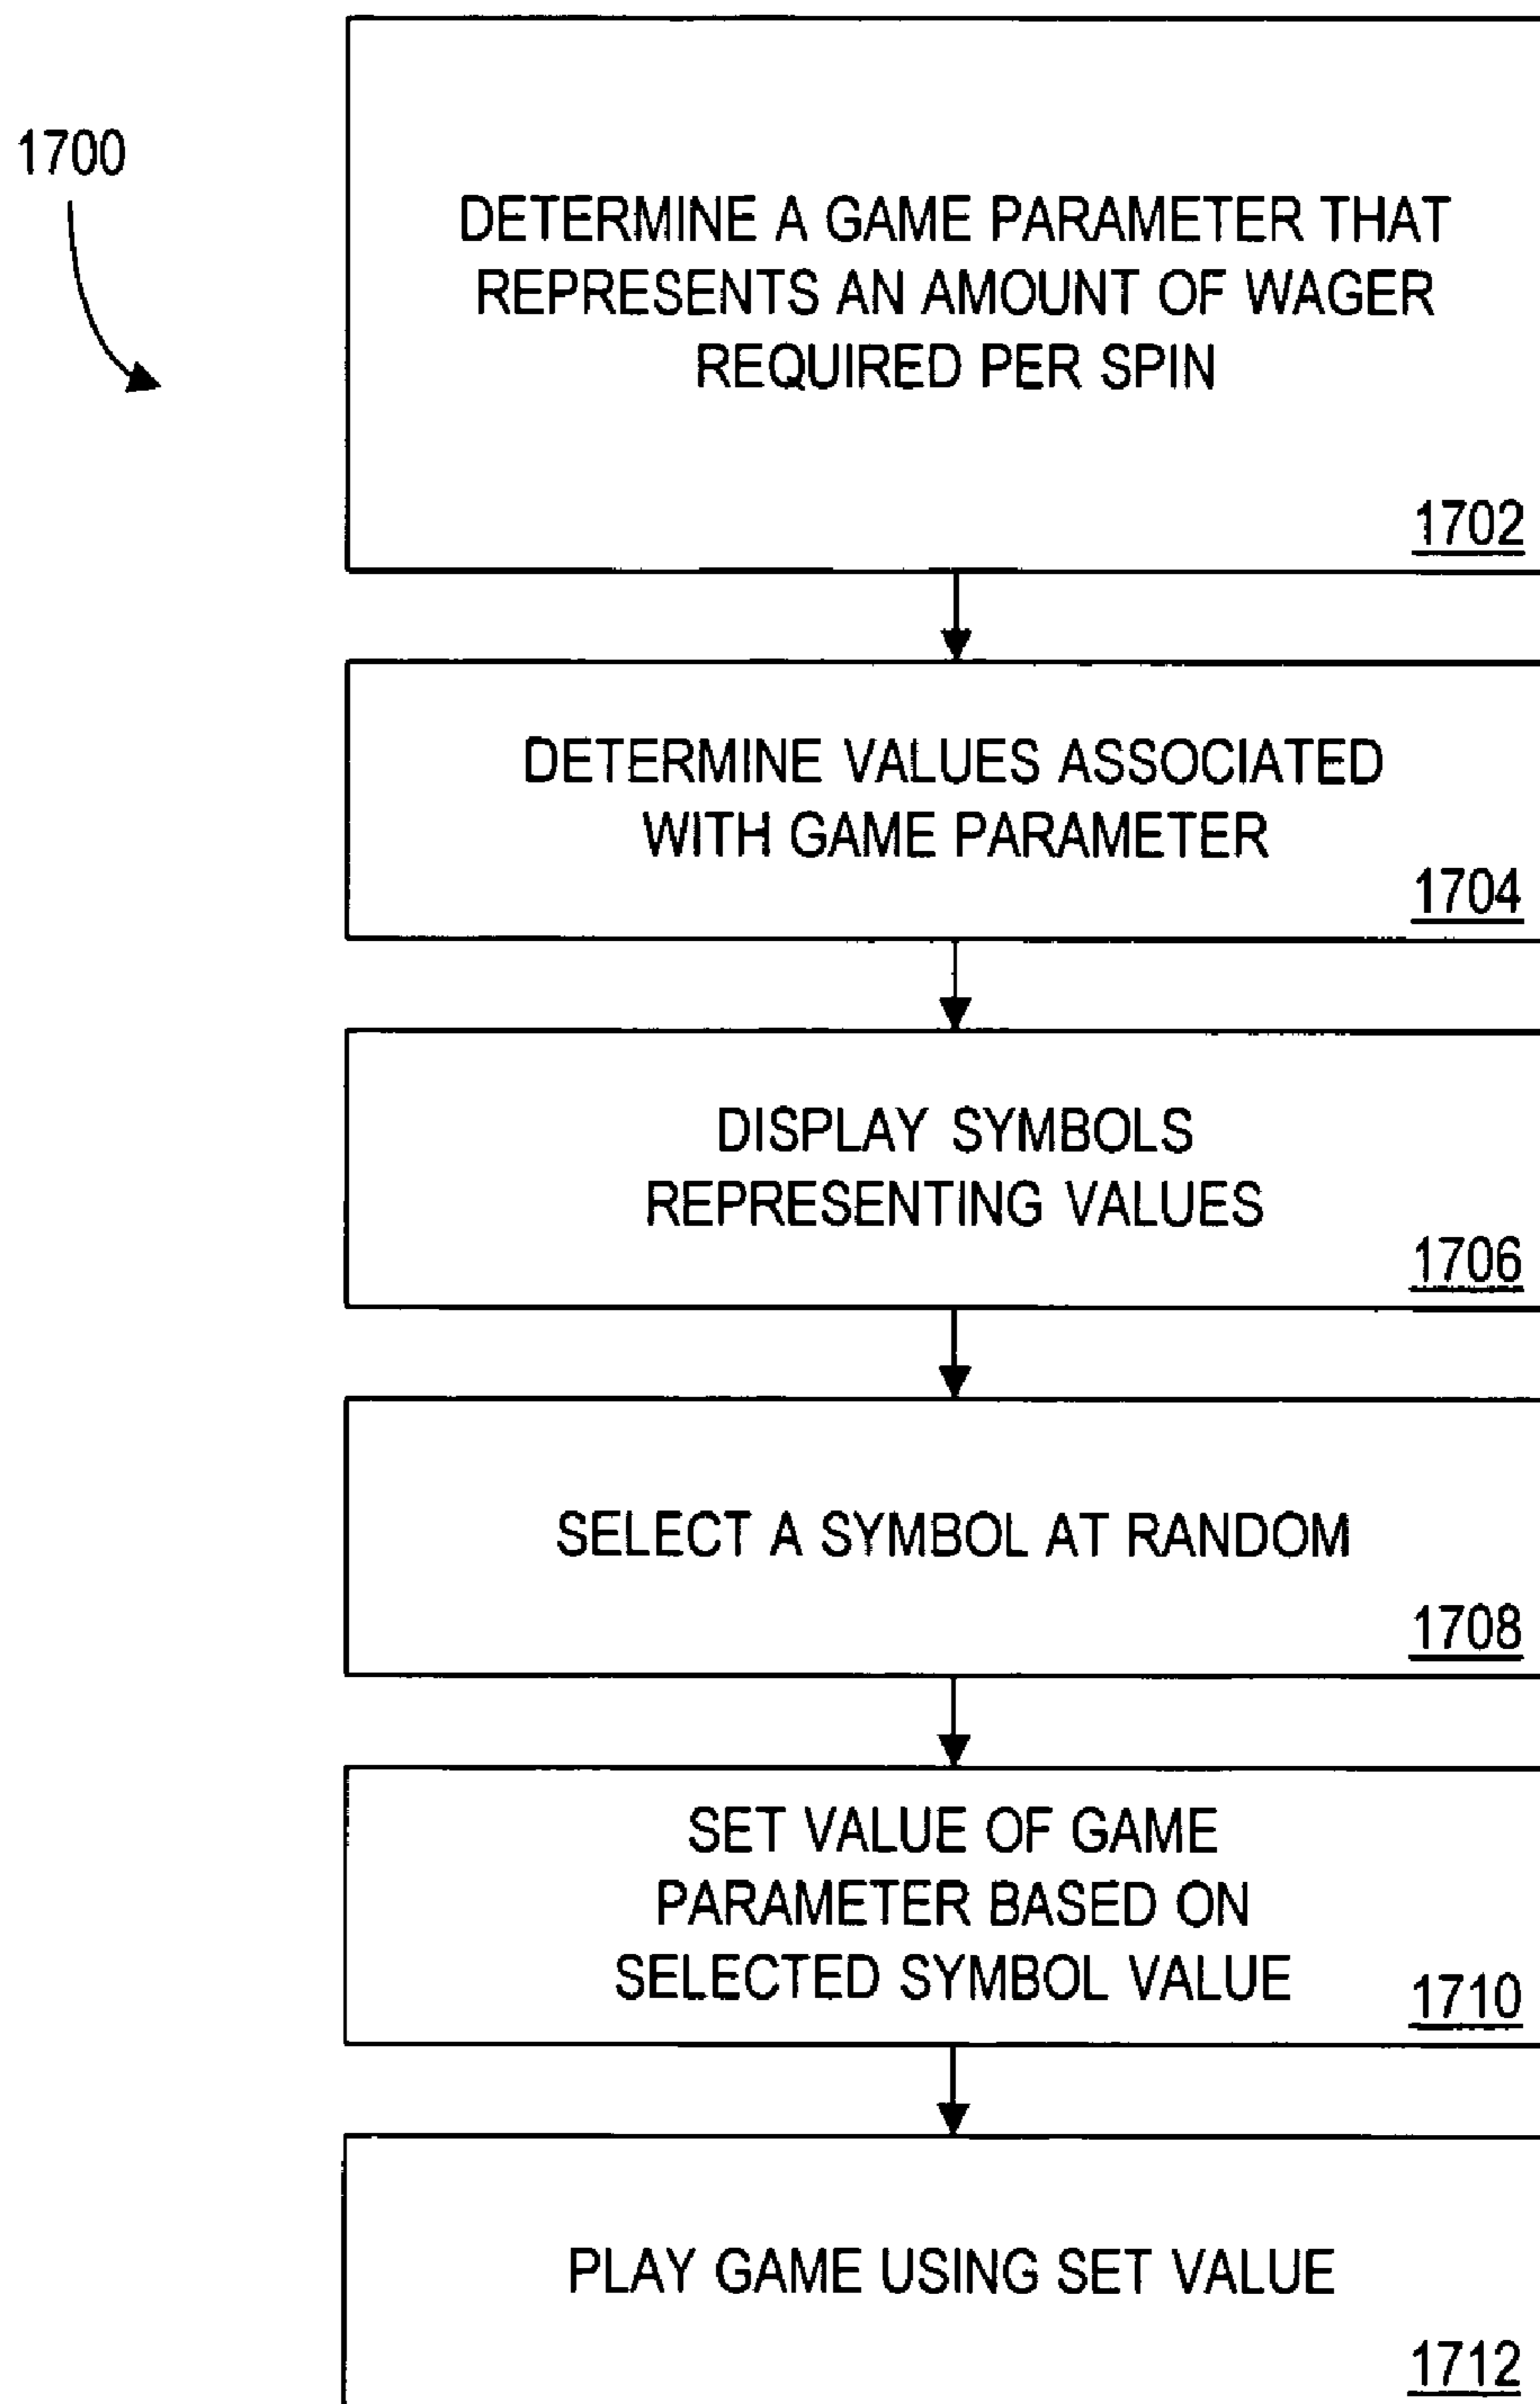 1700
DETERMINE A GAME PARAMETER THAT
REPRESENTS AN AMOUNT OF WAGER
REQUIRED PER SPIN
1702
DETERMINE VALUES ASSOCIATED
WITH GAME PARAMETER
1704
DISPLAY SYMBOLS
REPRESENTING VALUES
1706
SELECT A SYMBOL AT RANDOM
1708
SET VALUE OF GAME
PARAMETER BASED ON
SELECTED SYMBOL VALUE
1710
PLAY GAME USING SET VALUE
1712